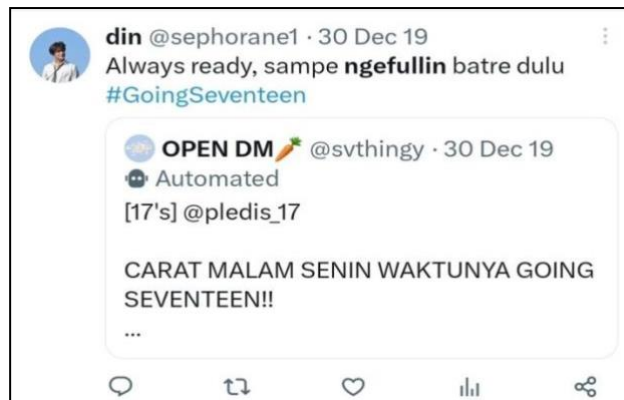 din @sephorane1 · 30 Dec 19
Always ready, sampe ngefullin batre dulu
#GoingSeventeen
OPEN DM🥕 @svthingy · 30 Dec 19
Automated
[17's] @pledis_17
CARAT MALAM SENIN WAKTUNYA GOING
SEVENTEEN!!
...